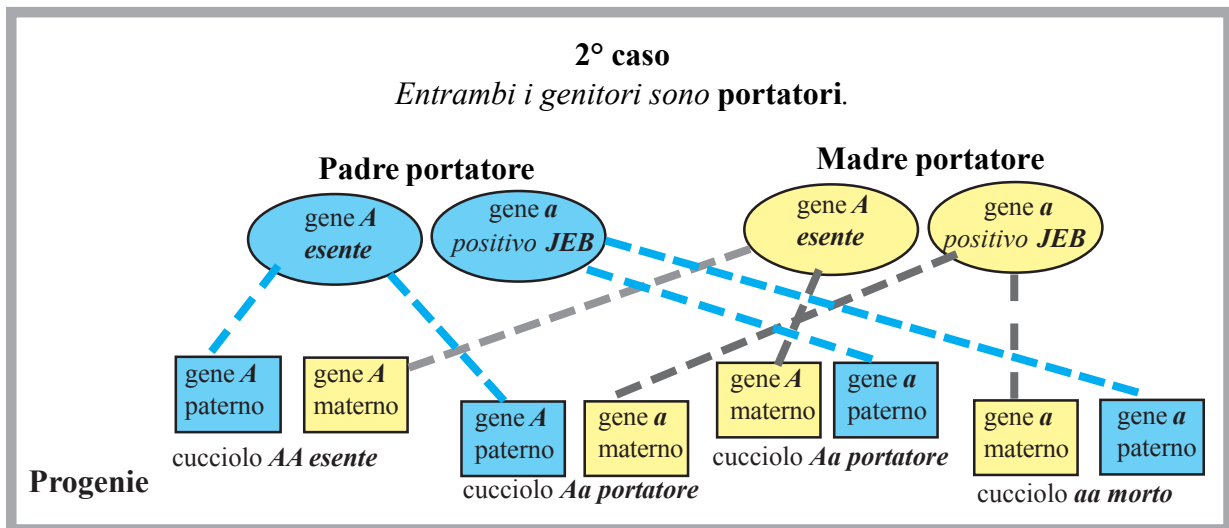 2° caso
Entrambi i genitori sono portatori.
Padre portatore
Madre portatore
gene A
esente
gene a
positivo JEB
gene A
esente
gene a
positivo JEB
gene A
paterno
gene A
materno
cucciolo AA esente
gene A
paterno
gene a
materno
cucciolo Aa portatore
gene A
materno
gene a
paterno
cucciolo Aa portatore
gene a
materno
gene a
paterno
cucciolo aa morto
Progenie